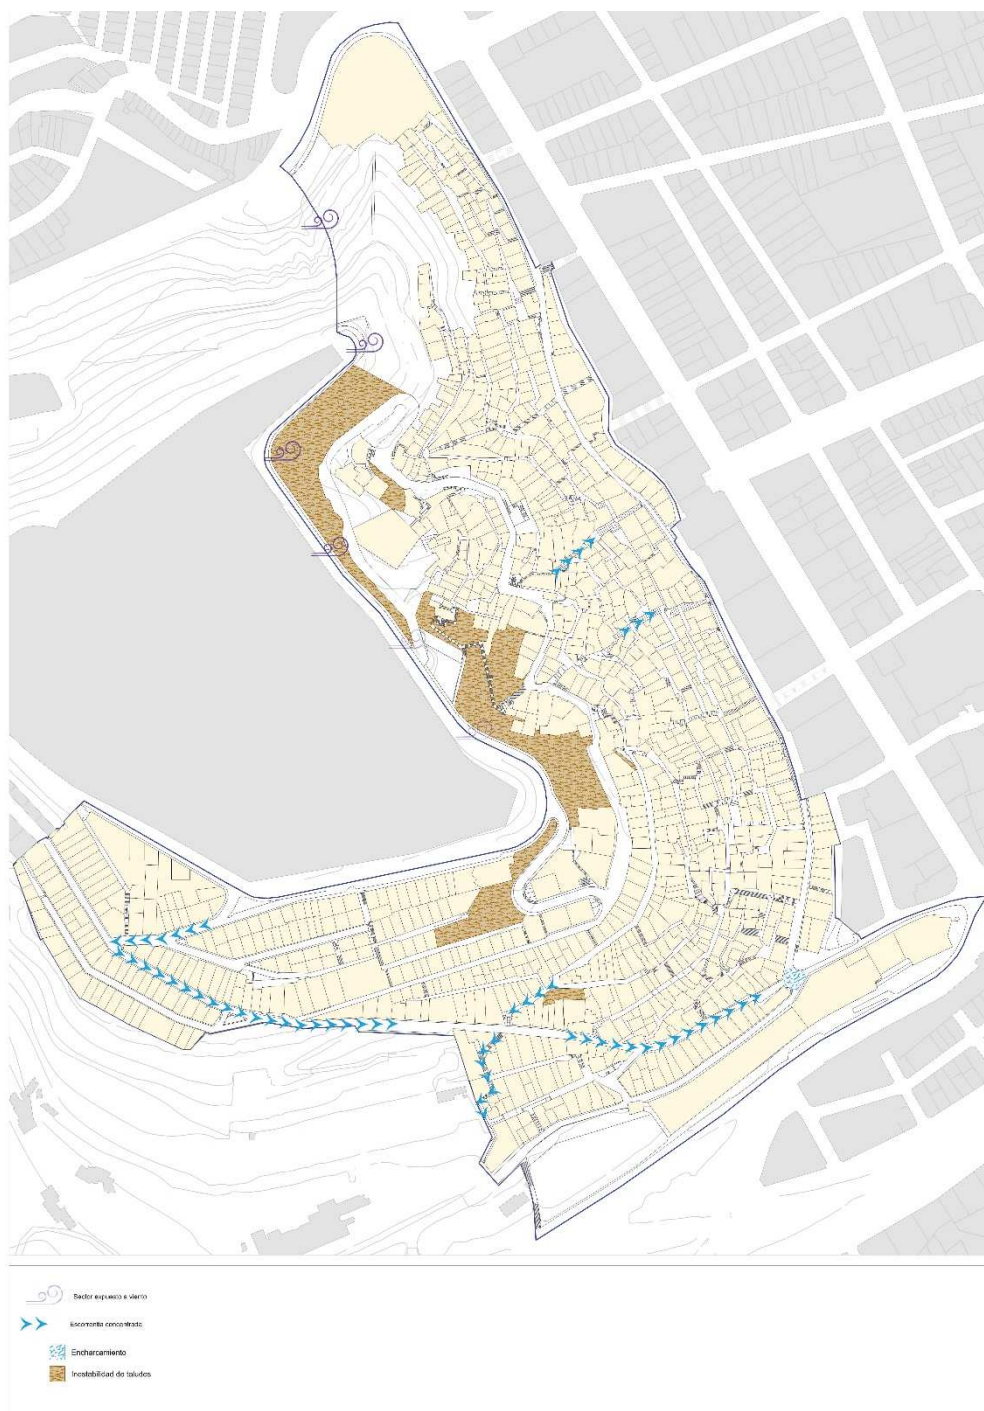 Sector expuesto a viento
Escorrentía concentrada
Encharcamiento
Inestabilidad de taludes